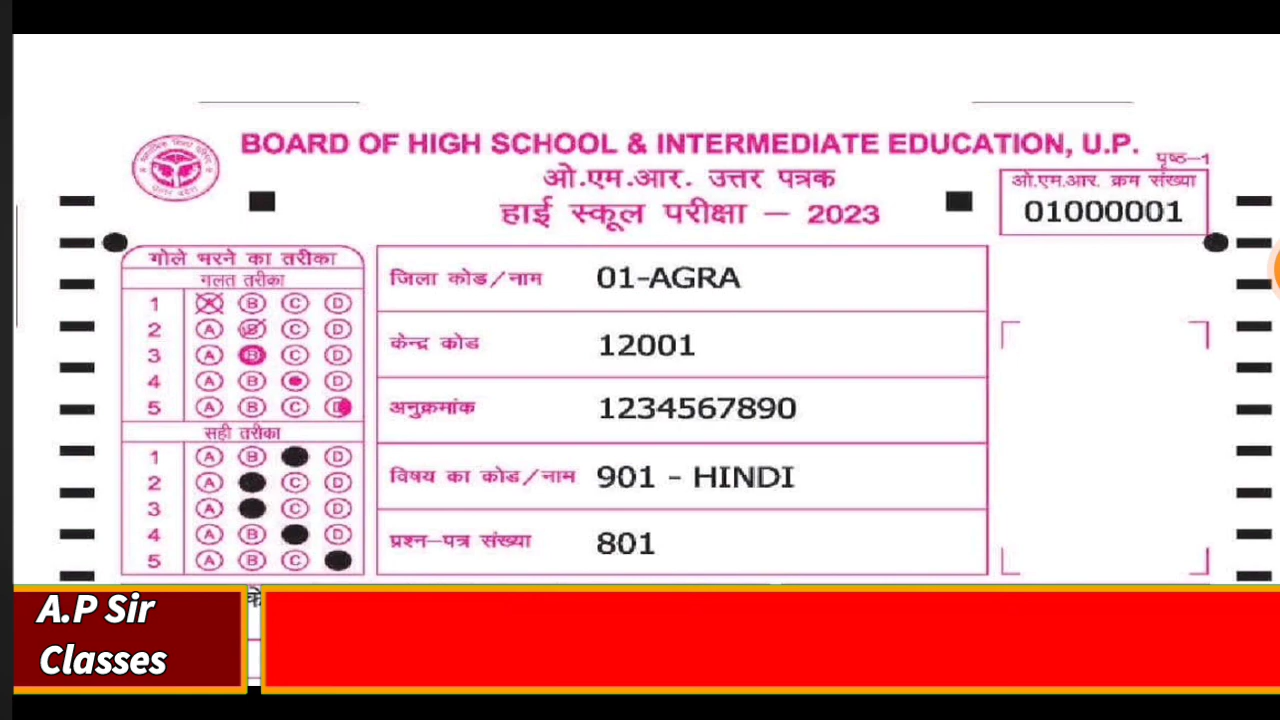 BOARD OF HIGH SCHOOL & INTERMEDIATE EDUCATION, U.P.
पृष्ठ–1
ओ.एम.आर. उत्तर पत्रक
हाई स्कूल परीक्षा – 2023
ओ.एम.आर. क्रम संख्या
01000001
गोले भरने का तरीका
गलत तरीका
1 A B C D
2 A B C D
3 A B C D
4 A B C D
5 A B C D
सही तरीका
1 A B D
2 A C D
3 A C D
4 A B D
5 A B C
जिला कोड/नाम 01-AGRA
केन्द्र कोड 12001
अनुक्रमांक 1234567890
विषय का कोड/नाम 901 - HINDI
प्रश्न–पत्र संख्या 801
A.P Sir
Classes